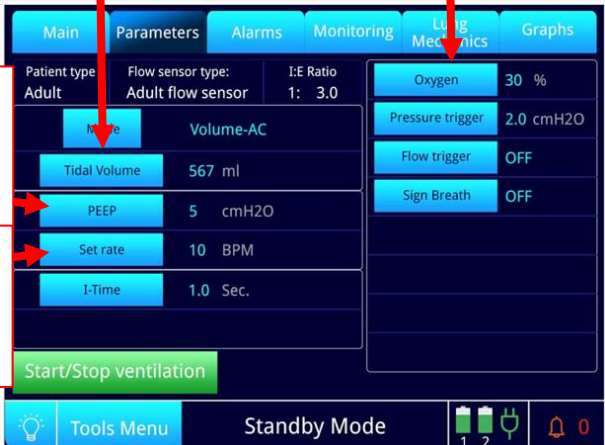 Main Parameters Alarms Monitoring Lung Mechanics Graphs
Patient type Flow sensor type: I:E Ratio
Adult Adult flow sensor 1: 3.0
Mode Volume-AC
Tidal Volume 567 ml
PEEP 5 cmH2O
Set rate 10 BPM
I-Time 1.0 Sec.
Oxygen 30 %
Pressure trigger 2.0 cmH2O
Flow trigger OFF
Sign Breath OFF
Start/Stop ventilation
Tools Menu Standby Mode 1 2 0